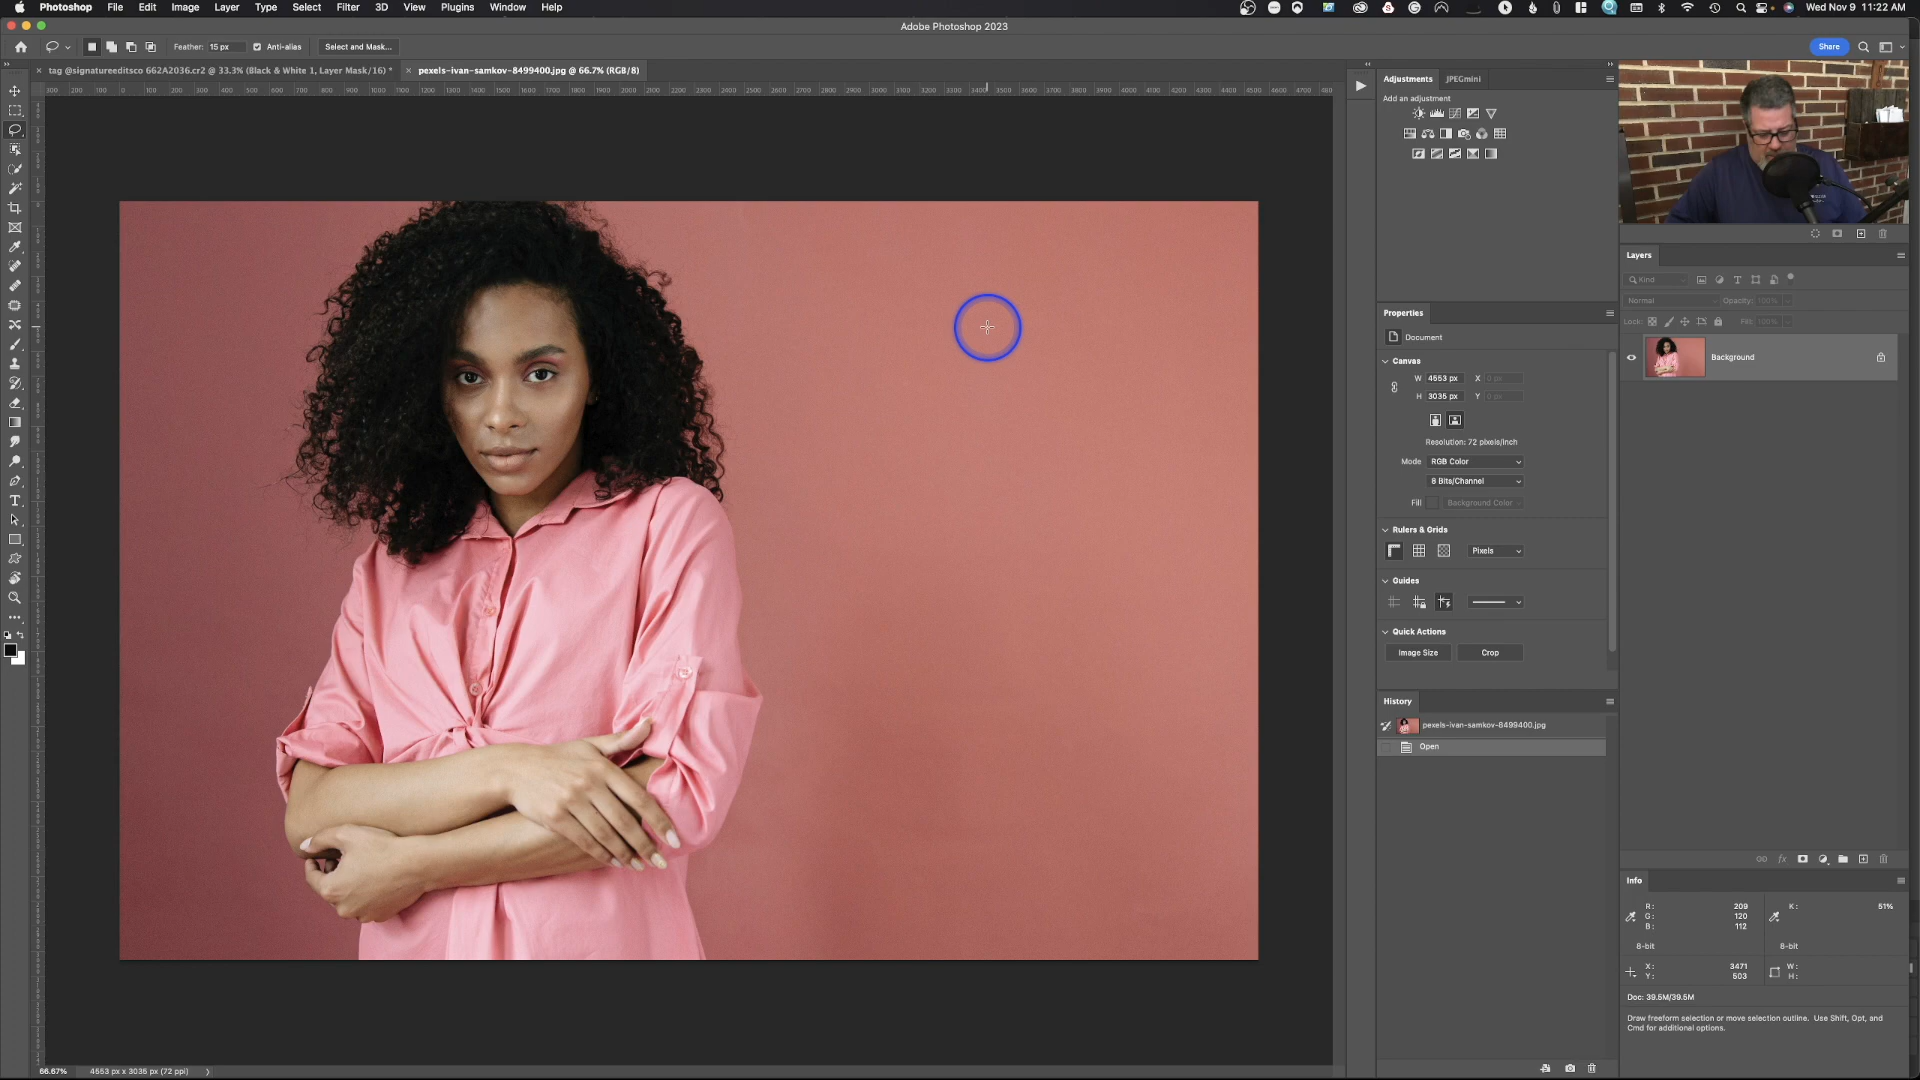 Photoshop File Edit Image Layer Type Select Filter 3D View Plugins Window Help
Wed Nov 9 11:22 AM
Adobe Photoshop 2023
Feather: 15 px Anti-alias Select and Mask...
Share
tag @signatureeditsco 662A2036.cr2 @ 33.3% (Black & White 1, Layer Mask/16) *
pexels-ivan-samkov-8499400.jpg @ 66.7% (RGB/8)
Adjustments JPEGmini
Add an adjustment
Properties
Document
Canvas
W 4553 px X 0 px
H 3035 px Y 0 px
Resolution: 72 pixels/inch
Mode RGB Color
8 Bits/Channel
Fill Background Color
Rulers & Grids
Pixels
Guides
Quick Actions
Image Size Crop
History
pexels-ivan-samkov-8499400.jpg
Open
Layers
Kind
Normal Opacity: 100%
Lock: Fill: 100%
Background
Info
R: 209 K: 51%
G: 120
B: 112
8-bit 8-bit
X: 3471 W:
Y: 503 H:
Doc: 39.5M/39.5M
Draw freeform selection or move selection outline. Use Shift, Opt, and
Cmd for additional options.
66.67% 4553 px x 3035 px (72 ppi)